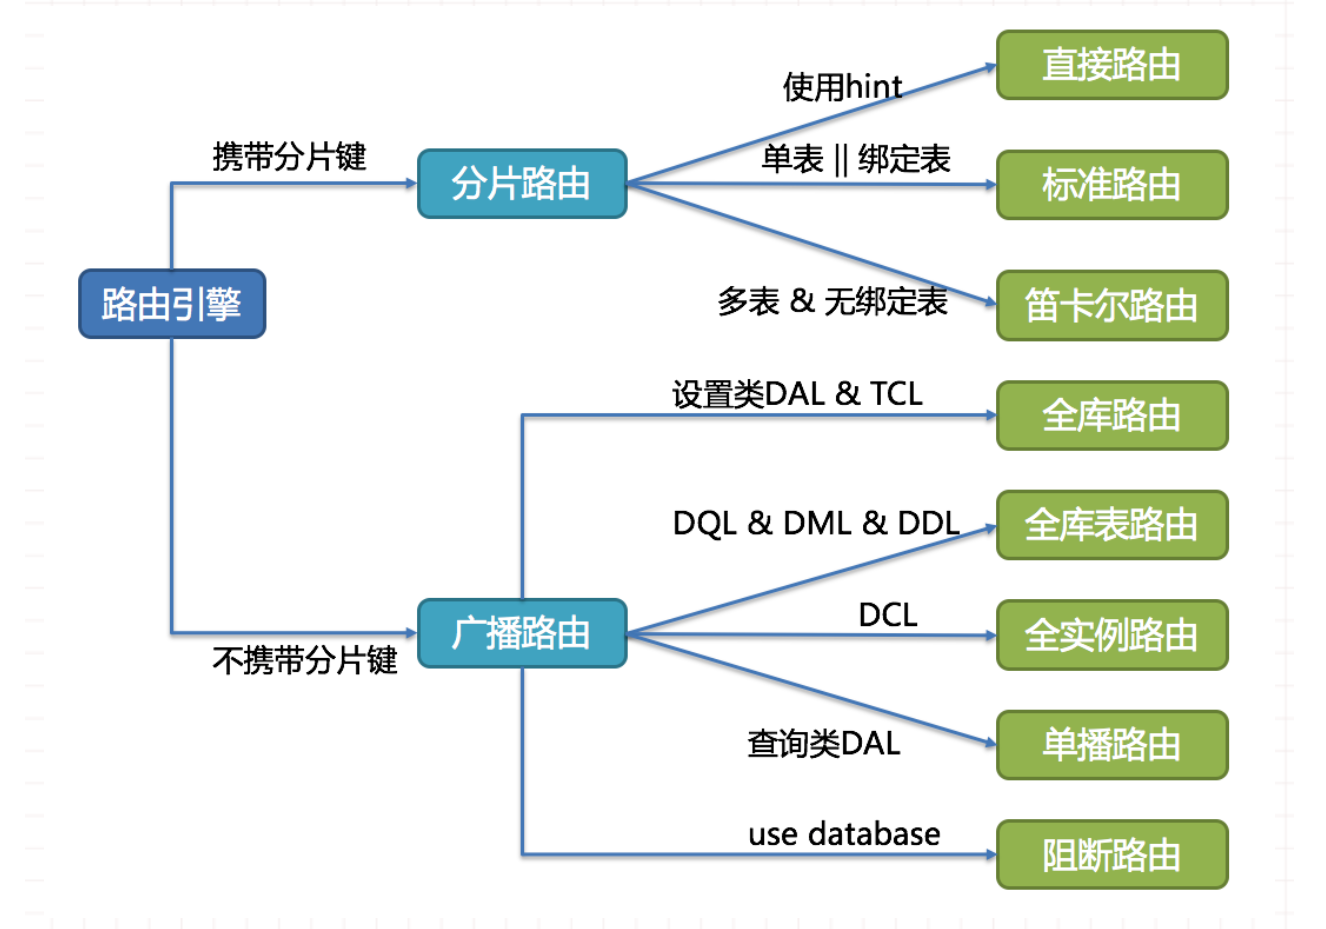 使用hint
直接路由
携带分片键
分片路由
单表 || 绑定表
标准路由
路由引擎
多表 & 无绑定表
笛卡尔路由
设置类DAL & TCL
全库路由
DQL & DML & DDL
全库表路由
不携带分片键
广播路由
DCL
全实例路由
查询类DAL
单播路由
use database
阻断路由